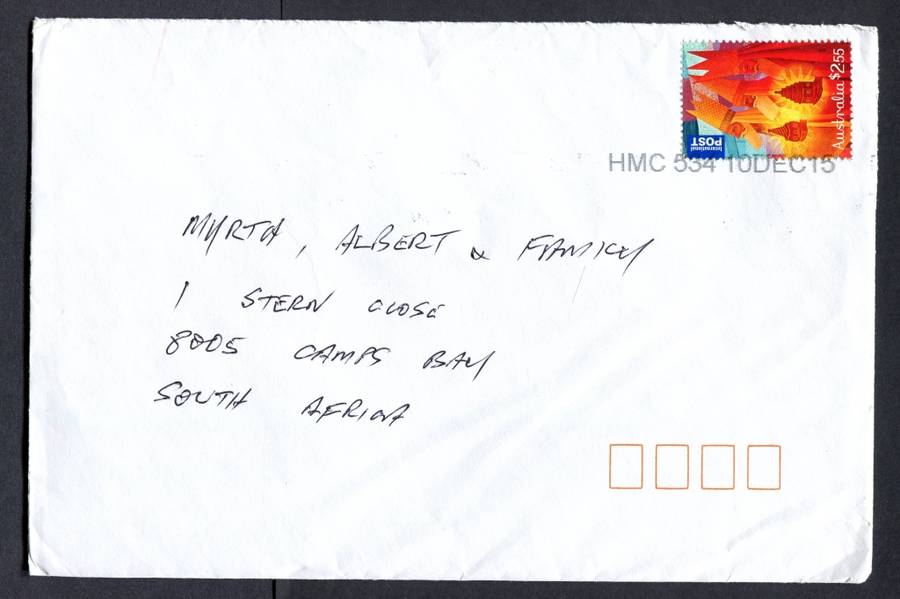 Australia $2.55
International
POST
HMC 534 10DEC15
MYRTA, ALBERT & FAMILY
1 STERN CLOSE
8005 CAMPS BAY
SOUTH AFRICA